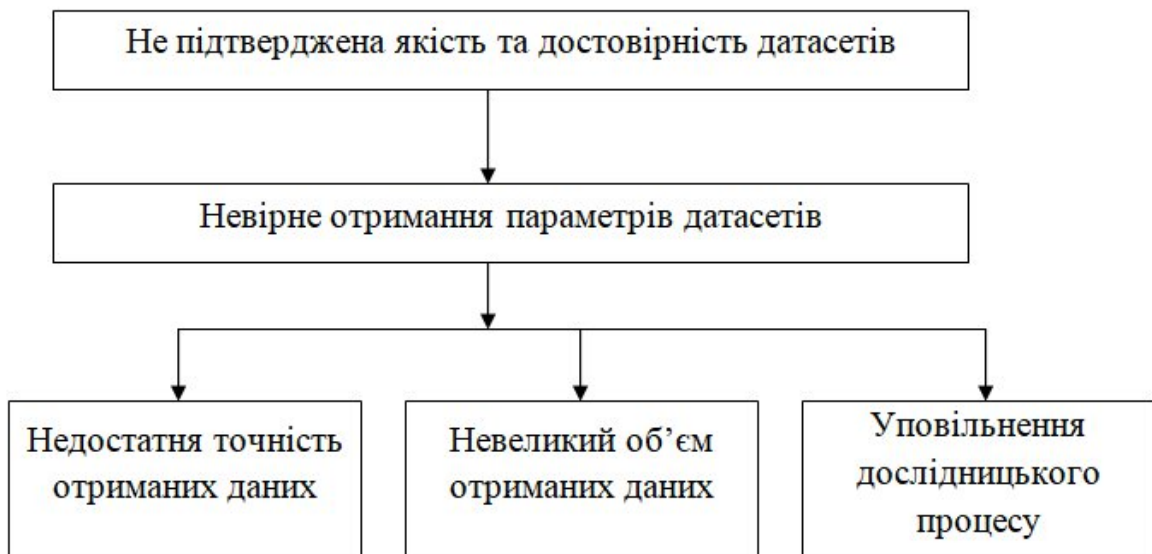 Не підтверджена якість та достовірність датасетів
Невірне отримання параметрів датасетів
Недостатня точність
отриманих даних
Невеликий об’єм
отриманих даних
Уповільнення
дослідницького
процесу